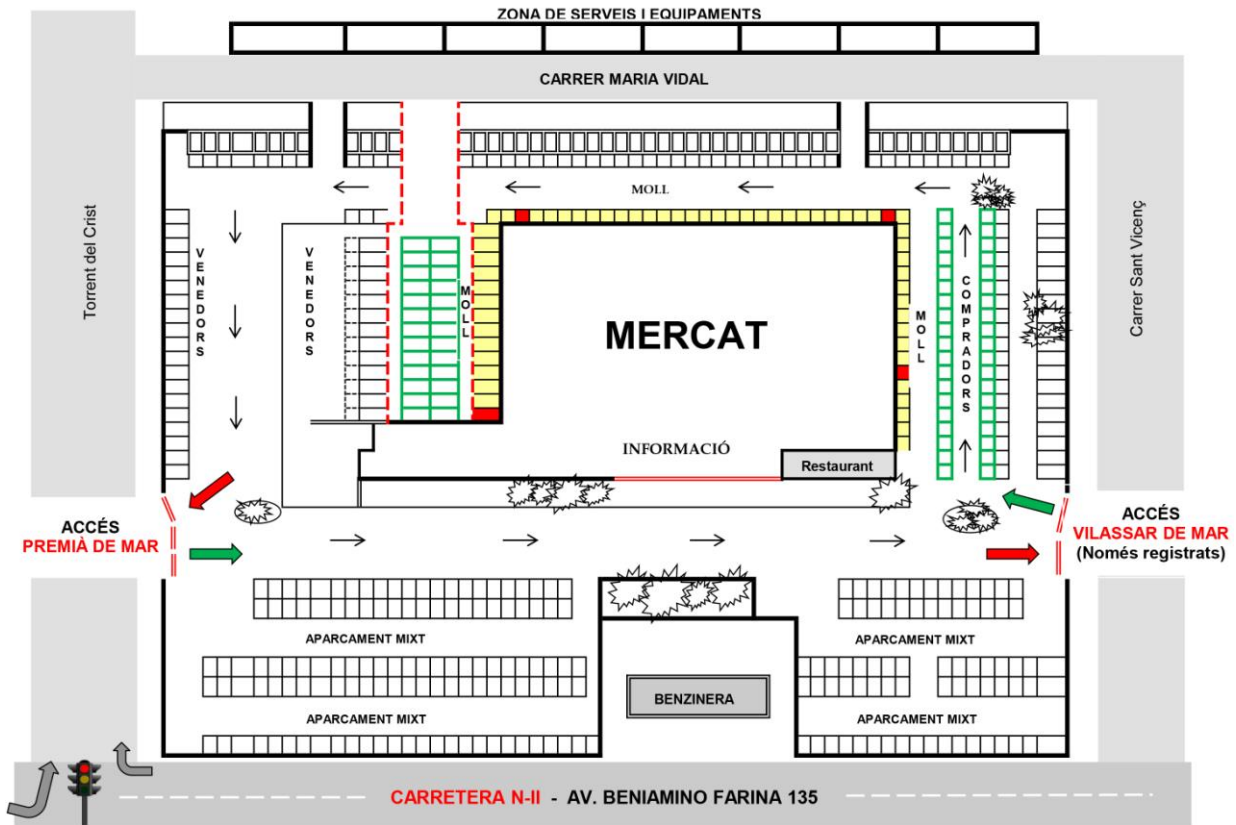 ZONA DE SERVEIS I EQUIPAMENTS
CARRER MARIA VIDAL
MOLL
Torrent del Crist
VENEDORS
VENEDORS
MOLL
MERCAT
MOLL
COMPRADORS
Carrer Sant Vicenç
INFORMACIÓ
Restaurant
ACCÉS
PREMIÀ DE MAR
ACCÉS
VILASSAR DE MAR
(Només registrats)
APARCAMENT MIXT
APARCAMENT MIXT
BENZINERA
APARCAMENT MIXT
APARCAMENT MIXT
CARRETERA N-II - AV. BENIAMINO FARINA 135